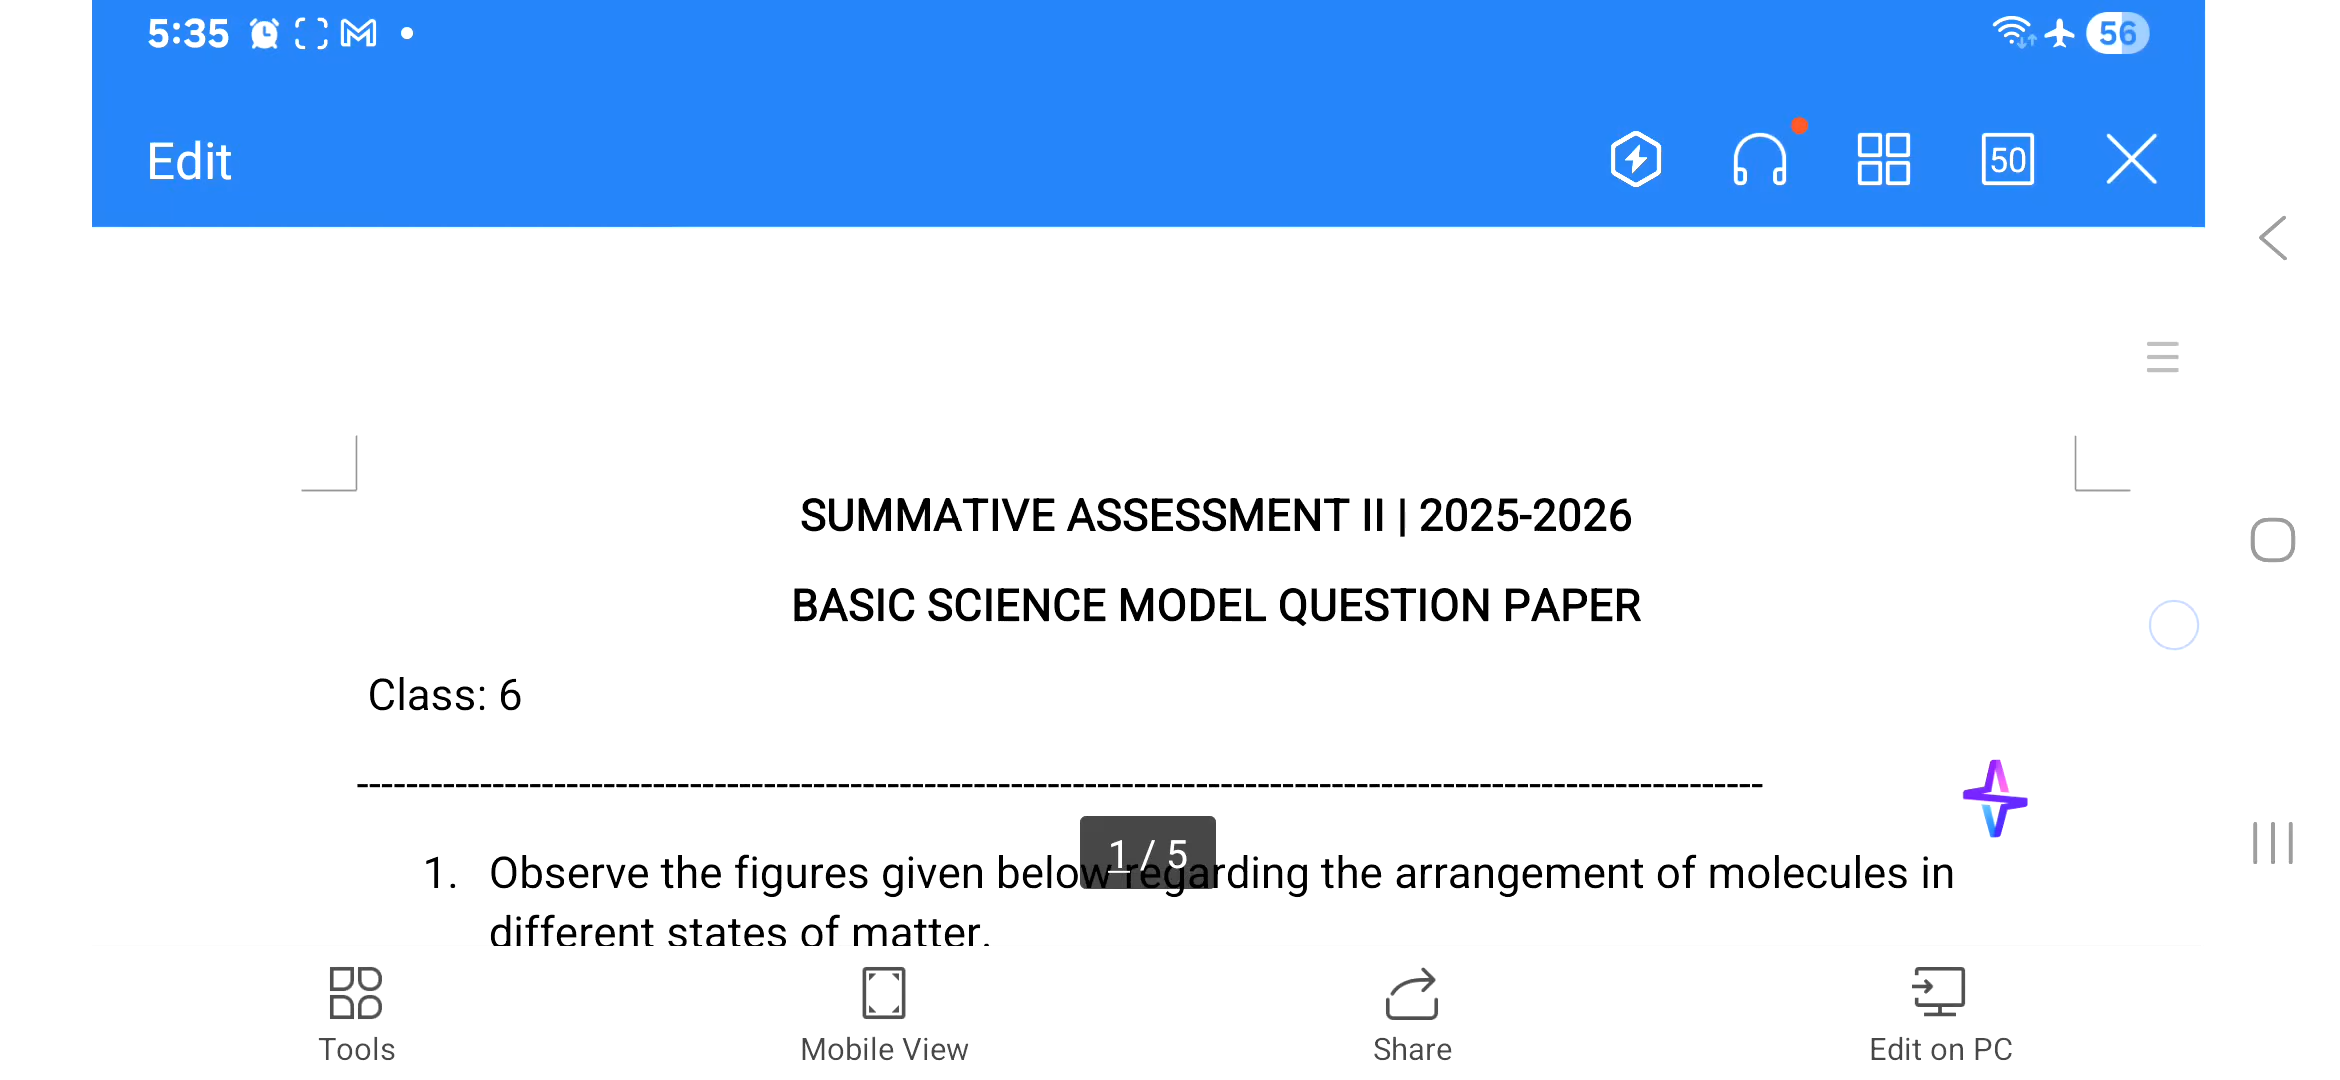 5:35
56
Edit
50
SUMMATIVE ASSESSMENT II | 2025-2026
BASIC SCIENCE MODEL QUESTION PAPER
Class: 6
1. Observe the figures given below regarding the arrangement of molecules in
different states of matter.
1 / 5
Tools
Mobile View
Share
Edit on PC